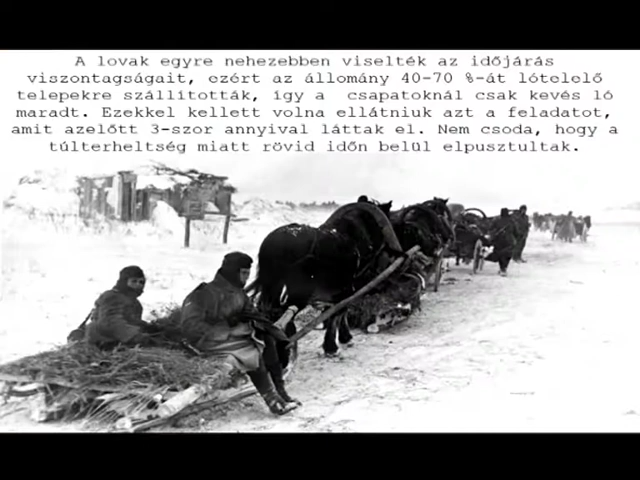 A lovak egyre nehezebben viselték az időjárás
viszontagságait, ezért az állomány 40-70 %-át lótelelő
telepekre szállították, így a csapatoknál csak kevés ló
maradt. Ezekkel kellett volna ellátniuk azt a feladatot,
amit azelőtt 3-szor annyival láttak el. Nem csoda, hogy a
túlterheltség miatt rövid időn belül elpusztultak.